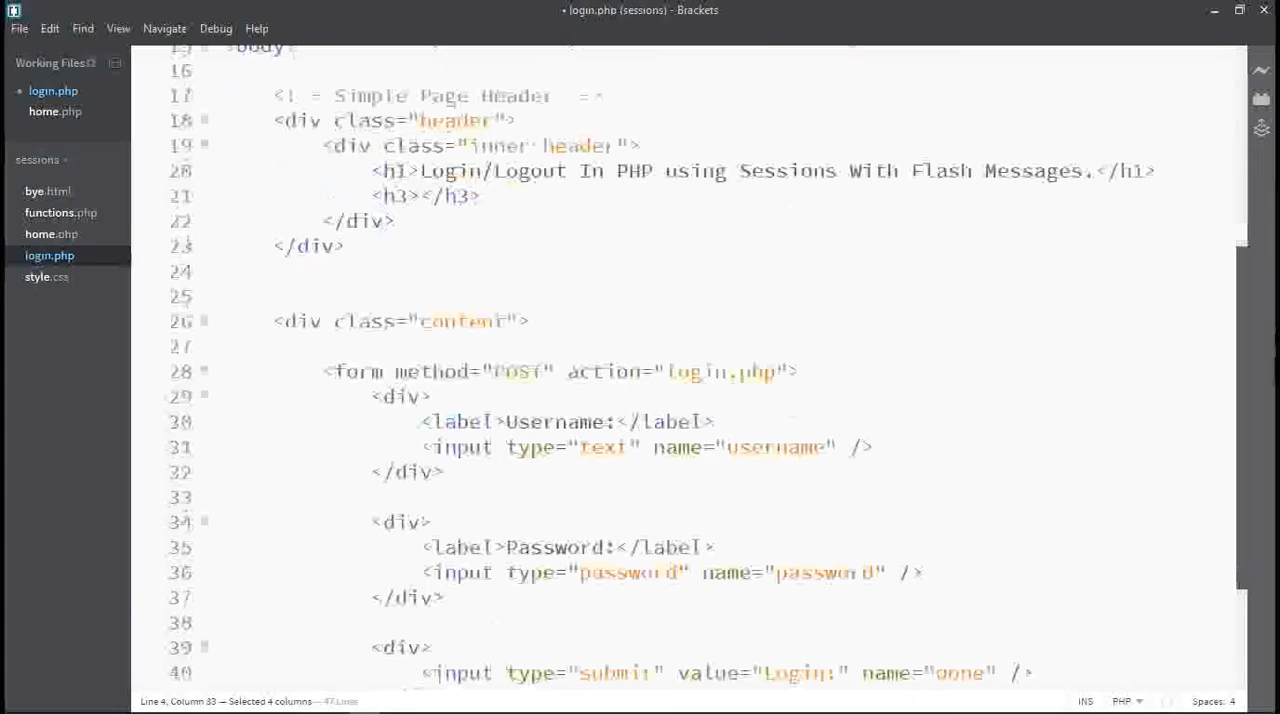 • login.php (sessions) - Brackets
File Edit Find View Navigate Debug Help
Working Files
login.php
home.php
sessions
bye.html
functions.php
home.php
login.php
style.css
15 <body>
16
17 <! = Simple Page Header =
18 <div class="header">
19 <div class="inner header">
20 <h1>Login/Logout In PHP using Sessions With Flash Messages.</h1>
21 <h3></h3>
22 </div>
23 </div>
24
25
26 <div class="content">
27
28 <form method="POST" action="login.php">
29 <div>
30 <label>Username:</label>
31 <input type="text" name="username" />
32 </div>
33
34 <div>
35 <label>Password:</label>
36 <input type="password" name="password" />
37 </div>
38
39 <div>
40 <input type="submit" value="Login:" name="done" />
Line 4, Column 33 — Selected 4 columns — 47 Lines
INS PHP Spaces: 4